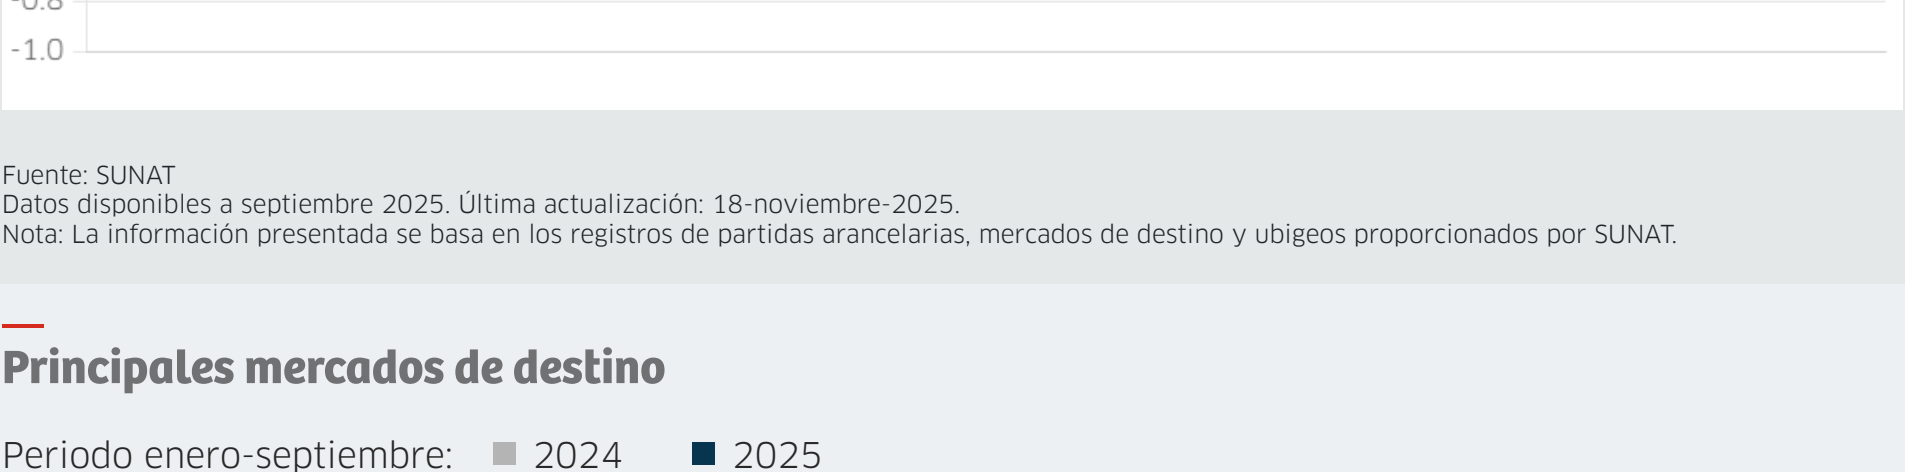 -0.8
-1.0
Fuente: SUNAT
Datos disponibles a septiembre 2025. Última actualización: 18-noviembre-2025.
Nota: La información presentada se basa en los registros de partidas arancelarias, mercados de destino y ubigeos proporcionados por SUNAT.
Principales mercados de destino
Periodo enero-septiembre: 2024 2025